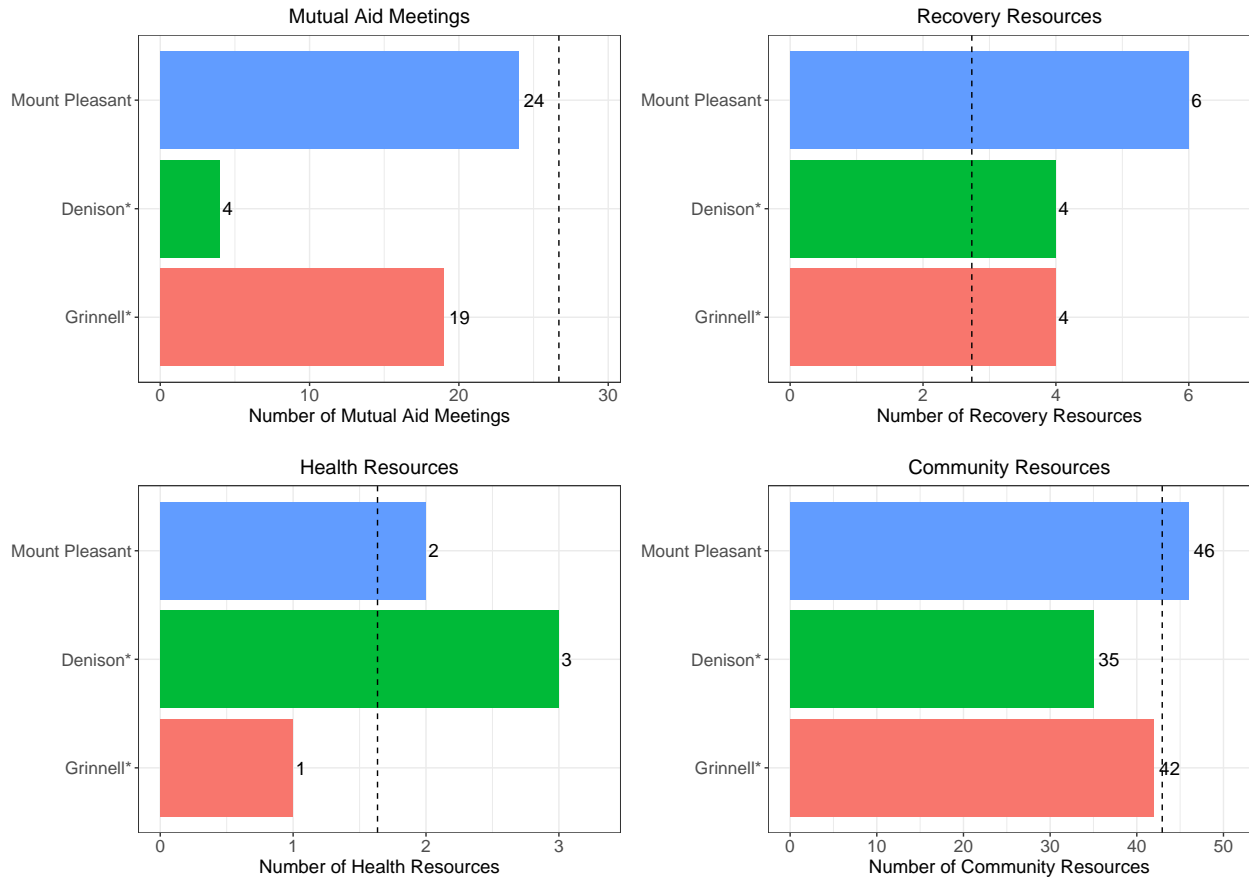 Mutual Aid Meetings
Mount Pleasant
24
Denison*
4
Grinnell*
19
0 10 20 30
Number of Mutual Aid Meetings
Recovery Resources
Mount Pleasant
6
Denison*
4
Grinnell*
4
0 2 4 6
Number of Recovery Resources
Health Resources
Mount Pleasant
2
Denison*
3
Grinnell*
1
0 1 2 3
Number of Health Resources
Community Resources
Mount Pleasant
46
Denison*
35
Grinnell*
42
0 10 20 30 40 50
Number of Community Resources